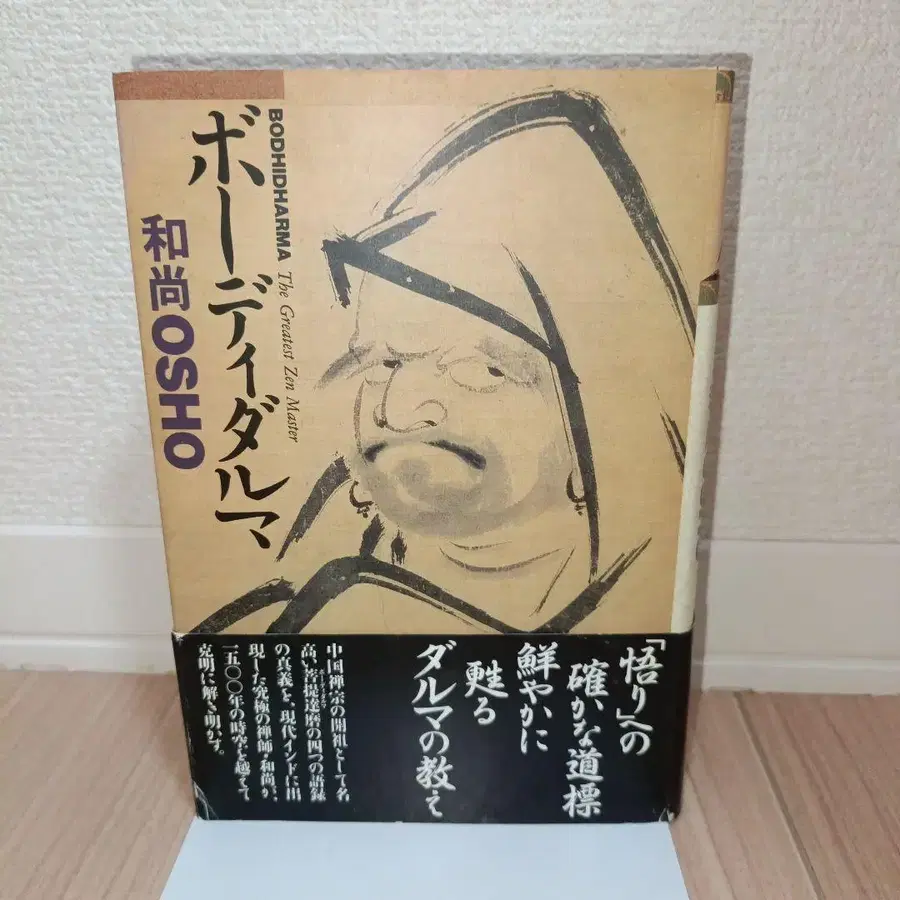 ボーディダルマ
BODHIDHARMA The Greatest Zen Master
和尚OSHO
「悟り」への
確かな道標
鮮やかに
甦る
ダルマの教え
中国禅宗の開祖として名
高い菩提達磨の四つの語録
の真義を、現代インドに出
現した究極の禅師・和尚が、
一五〇〇年の時空を越えて
克明に解き明かす。